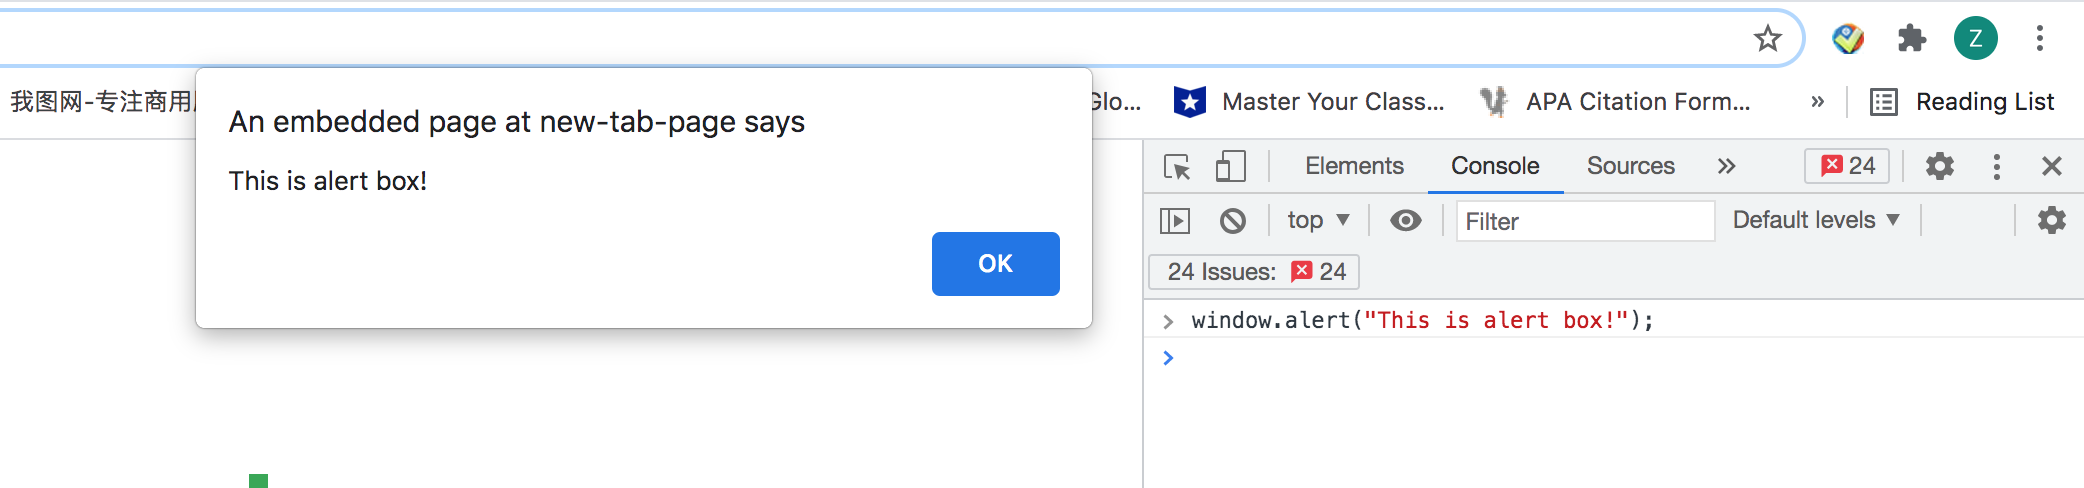 Z
我图网-专注商用
Glo...
Master Your Class...
APA Citation Form...
»
Reading List
An embedded page at new-tab-page says
This is alert box!
OK
Elements
Console
Sources
24
top
Filter
Default levels
24 Issues:
24
window.alert("This is alert box!");